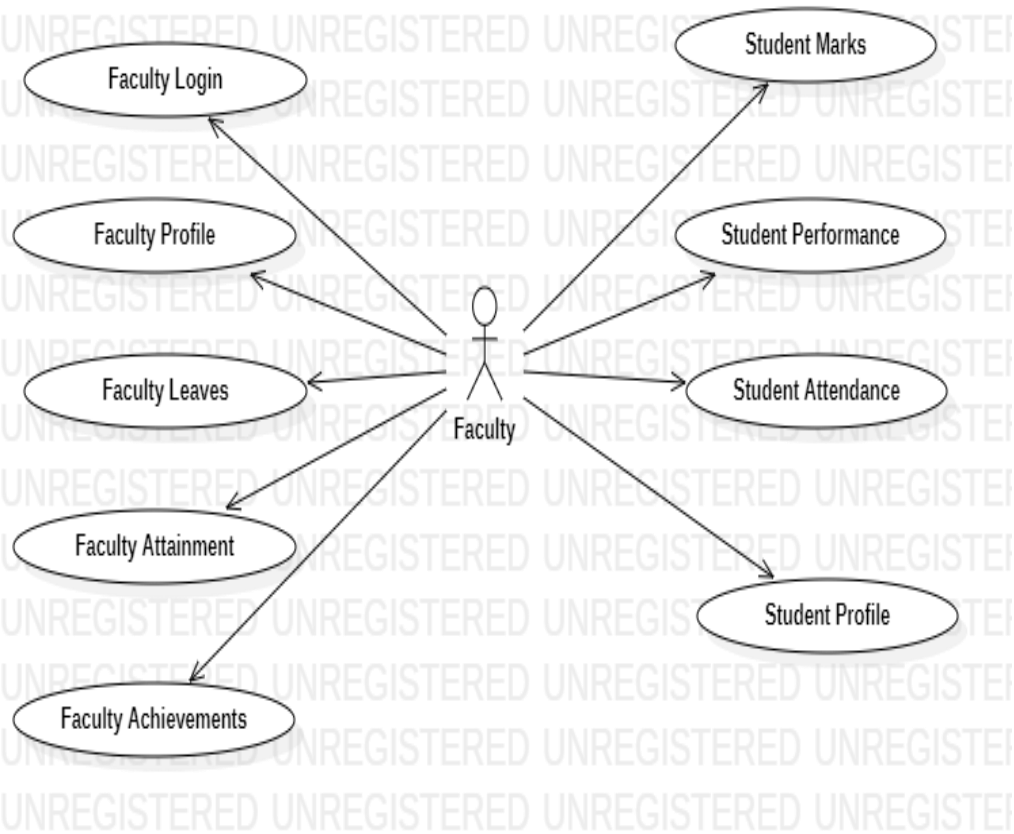 UNREGISTERED UNREGISTERED UNREGISTERED UNREGISTERED
Faculty Login
Faculty Profile
Faculty Leaves
Faculty Attainment
Faculty Achievements
Faculty
Student Marks
Student Performance
Student Attendance
Student Profile